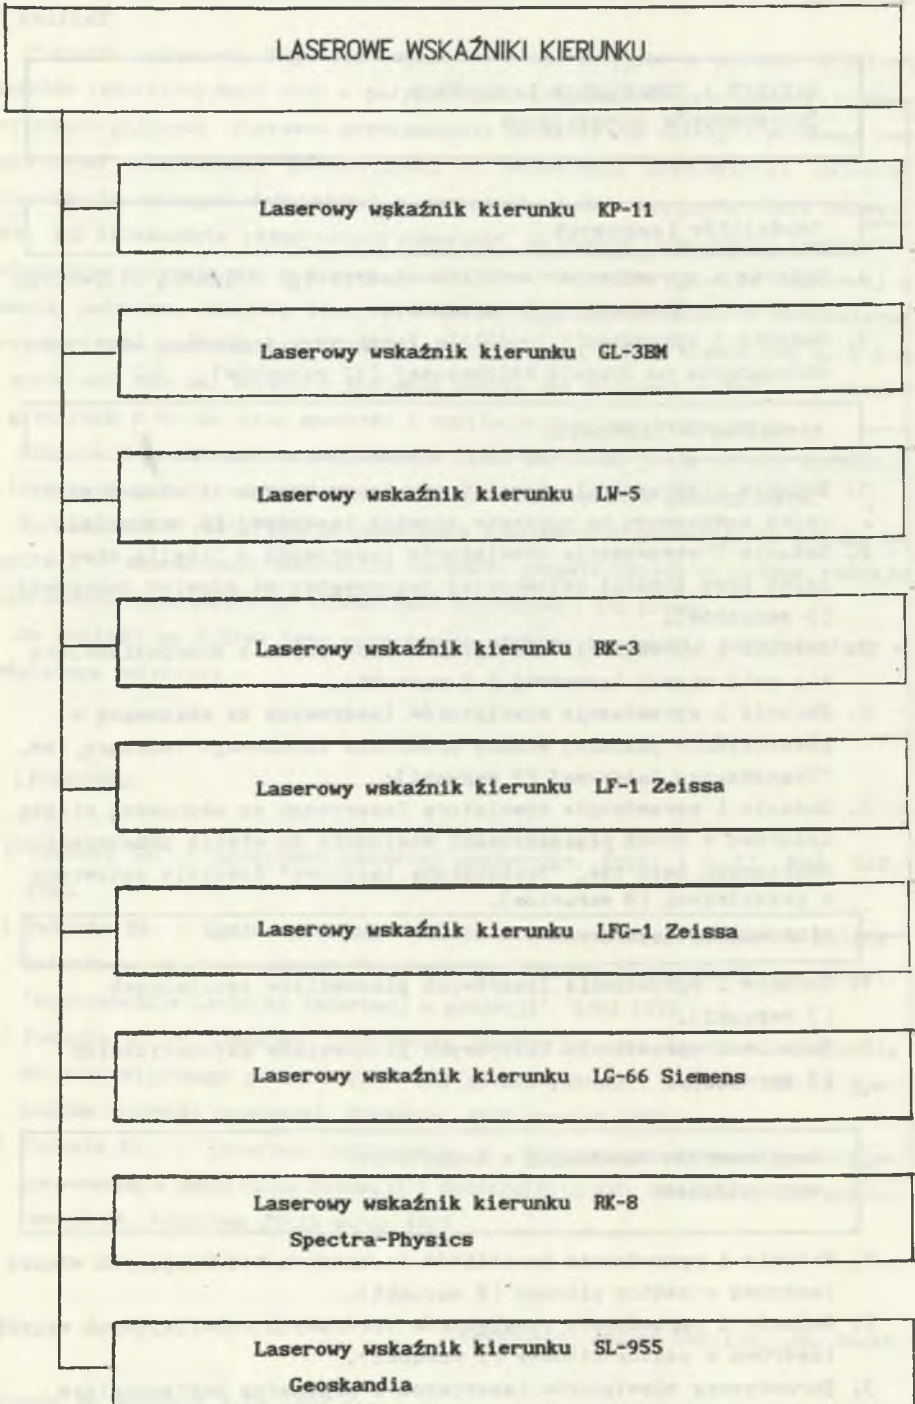 LASEROWE WSKAŹNIKI KIERUNKU
Laserowy wskaźnik kierunku KP-11
Laserowy wskaźnik kierunku GL-3BM
Laserowy wskaźnik kierunku LW-5
Laserowy wskaźnik kierunku RK-3
Laserowy wskaźnik kierunku LF-1 Zeissa
Laserowy wskaźnik kierunku LFG-1 Zeissa
Laserowy wskaźnik kierunku LG-66 Siemens
Laserowy wskaźnik kierunku RK-8
Spectra-Physics
Laserowy wskaźnik kierunku SL-955
Geoskandia